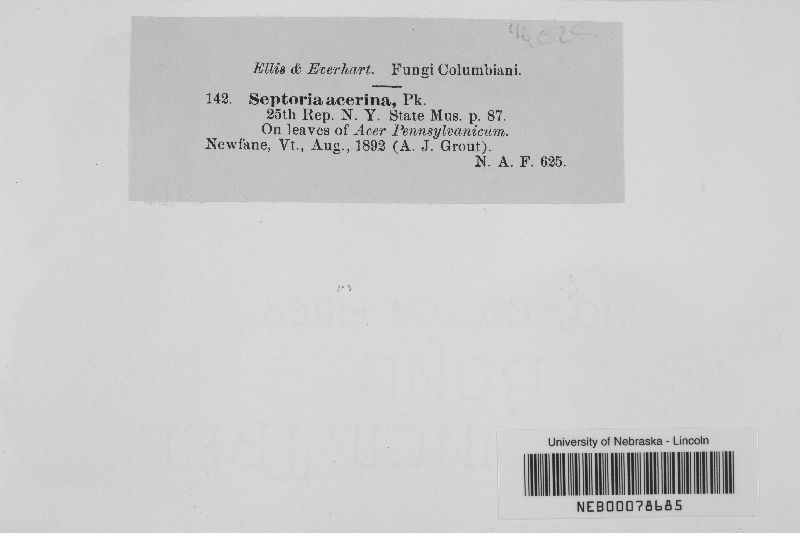 Ellis & Everhart. Fungi Columbiani.
142. Septoria acerina, Pk.
25th Rep. N. Y. State Mus. p. 87.
On leaves of Acer Pennsylvanicum.
Newfane, Vt., Aug., 1892 (A. J. Grout).
N. A. F. 625.
University of Nebraska - Lincoln
NEB00078685